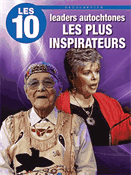 LES
10
leaders autochtones
LES PLUS
INSPIRATEURS